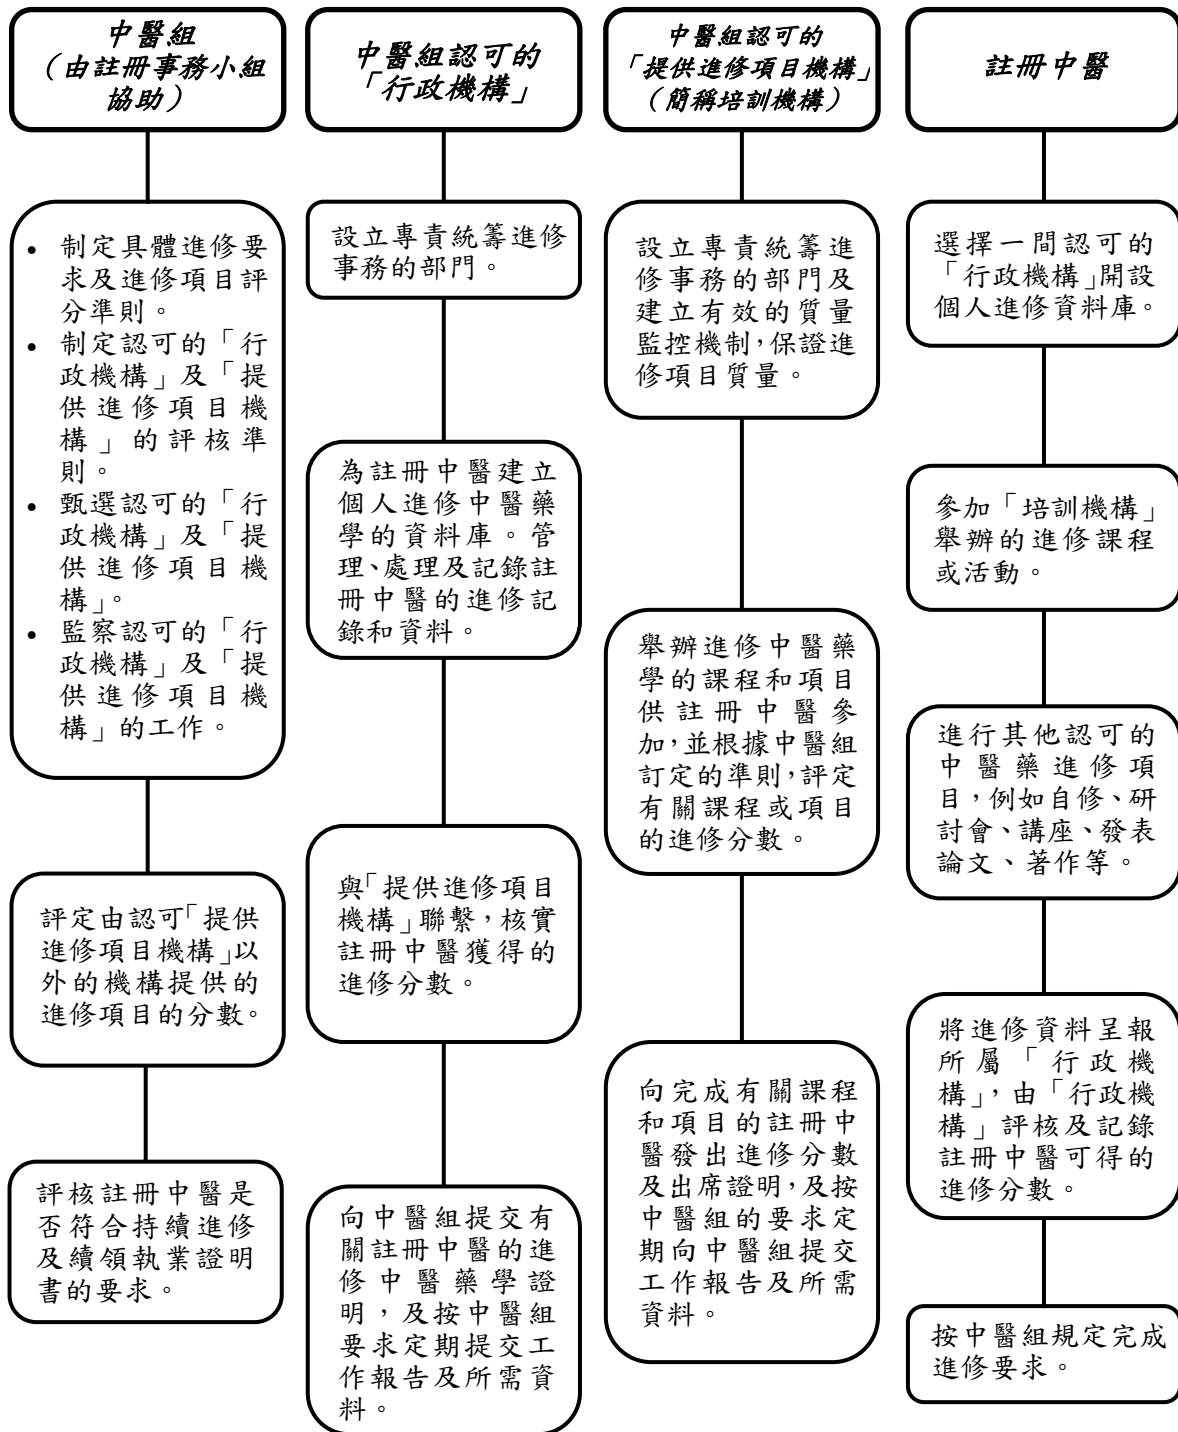 中醫組
（由註冊事務小組
協助）
• 制定具體進修要
求及進修項目評
分準則。
• 制定認可的「行
政機構」及「提
供進修項目機
構」的評核準
則。
• 甄選認可的「行
政機構」及「提
供進修項目機
構」。
• 監察認可的「行
政機構」及「提
供進修項目機
構」的工作。
評定由認可「提供
進修項目機構」以
外的機構提供的
進修項目的分數。
評核註冊中醫是
否符合持續進修
及續領執業證明
書的要求。
中醫組認可的
「行政機構」
設立專責統籌進修
事務的部門。
為註冊中醫建立
個人進修中醫藥
學的資料庫。管
理、處理及記錄註
冊中醫的進修記
錄和資料。
與「提供進修項目
機構」聯繫，核實
註冊中醫獲得的
進修分數。
向中醫組提交有
關註冊中醫的進
修中醫藥學證
明，及按中醫組
要求定期提交工
作報告及所需資
料。
中醫組認可的
「提供進修項目機構」
（簡稱培訓機構）
設立專責統籌進
修事務的部門及
建立有效的質量
監控機制，保證進
修項目質量。
舉辦進修中醫藥
學的課程和項目
供註冊中醫參
加，並根據中醫組
訂定的準則，評定
有關課程或項目
的進修分數。
向完成有關課程
和項目的註冊中
醫發出進修分數
及出席證明，及按
中醫組的要求定
期向中醫組提交
工作報告及所需
資料。
註冊中醫
選擇一間認可的
「行政機構」開設
個人進修資料庫。
參加「培訓機構」
舉辦的進修課程
或活動。
進行其他認可的
中醫藥進修項
目，例如自修、研
討會、講座、發表
論文、著作等。
將進修資料呈報
所屬「行政機
構」，由「行政機
構」評核及記錄
註冊中醫可得的
進修分數。
按中醫組規定完成
進修要求。